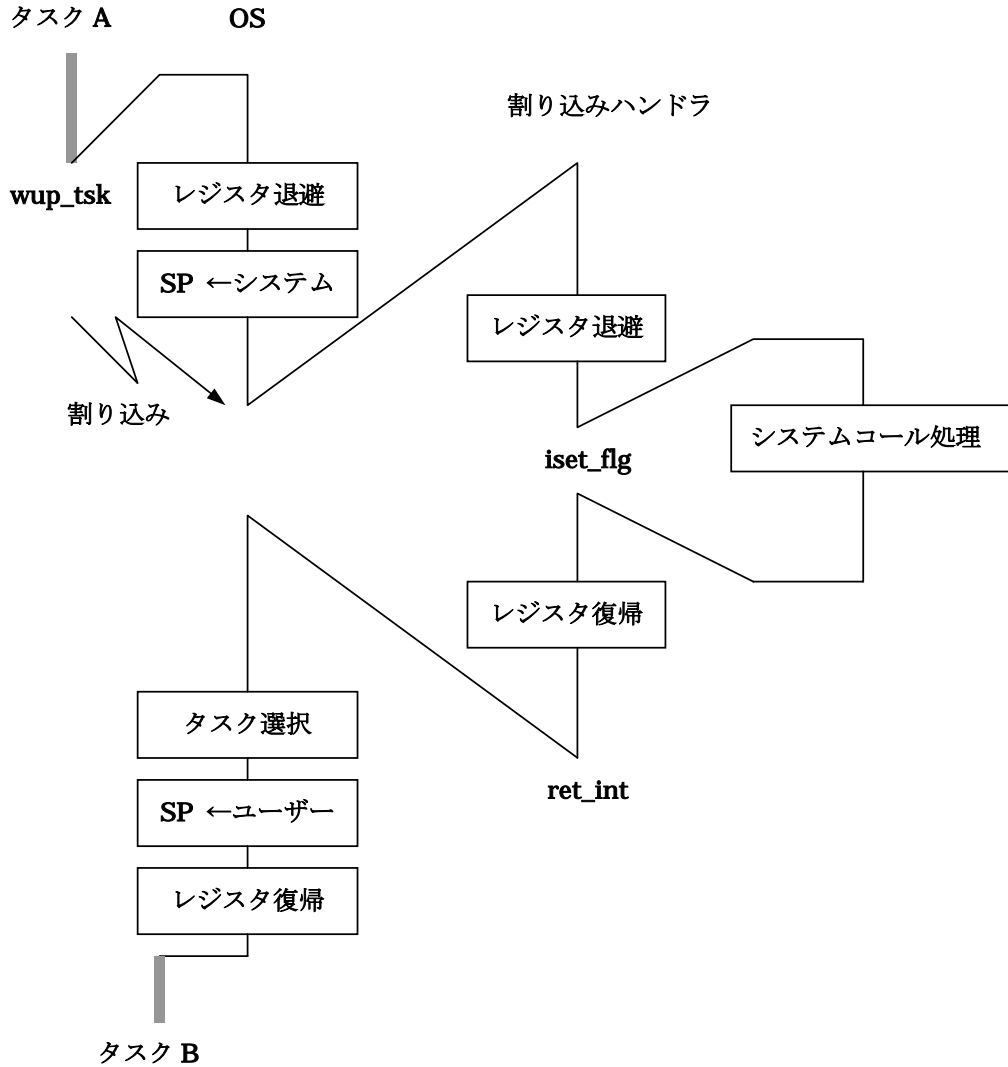 タスク A
OS
割り込みハンドラ
wup_tsk
レジスタ退避
SP ←システム
レジスタ退避
割り込み
システムコール処理
iset_flg
レジスタ復帰
タスク選択
ret_int
SP ←ユーザー
レジスタ復帰
タスク B